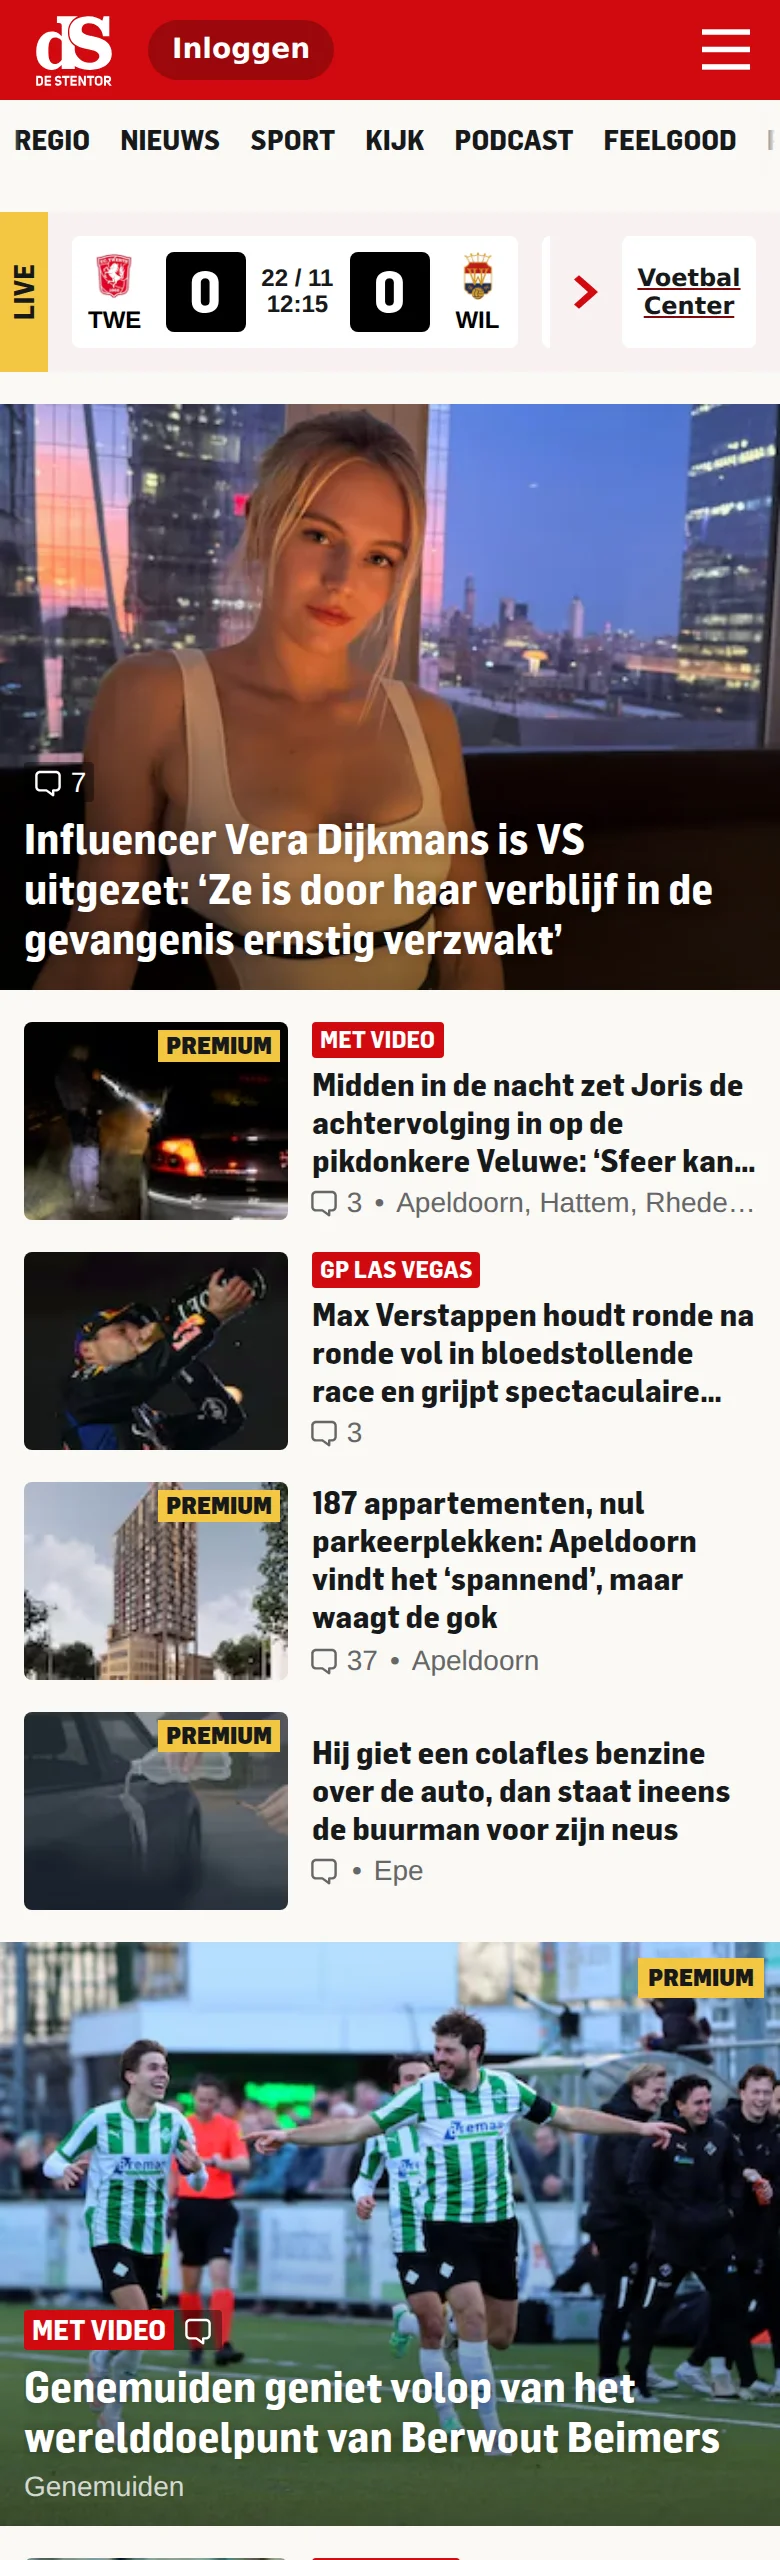 dS
DE STENTOR
Inloggen
REGIO NIEUWS SPORT KIJK PODCAST FEELGOOD
LIVE
TWE
0
22 / 11
12:15
0
WIL
Voetbal
Center
7
Influencer Vera Dijkmans is VS
uitgezet: ‘Ze is door haar verblijf in de
gevangenis ernstig verzwakt’
PREMIUM
MET VIDEO
Midden in de nacht zet Joris de
achtervolging in op de
pikdonkere Veluwe: ‘Sfeer kan...
3 • Apeldoorn, Hattem, Rhede...
GP LAS VEGAS
Max Verstappen houdt ronde na
ronde vol in bloedstollende
race en grijpt spectaculaire...
3
PREMIUM
187 appartementen, nul
parkeerplekken: Apeldoorn
vindt het ‘spannend’, maar
waagt de gok
37 • Apeldoorn
PREMIUM
Hij giet een colafles benzine
over de auto, dan staat ineens
de buurman voor zijn neus
• Epe
PREMIUM
Bremas
MET VIDEO
Genemuiden geniet volop van het
werelddoelpunt van Berwout Beimers
Genemuiden